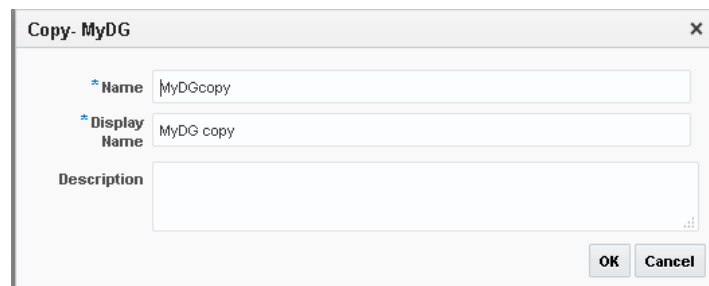 Copy- MyDG
*Name MyDGcopy
*Display Name MyDG copy
Description
OK Cancel